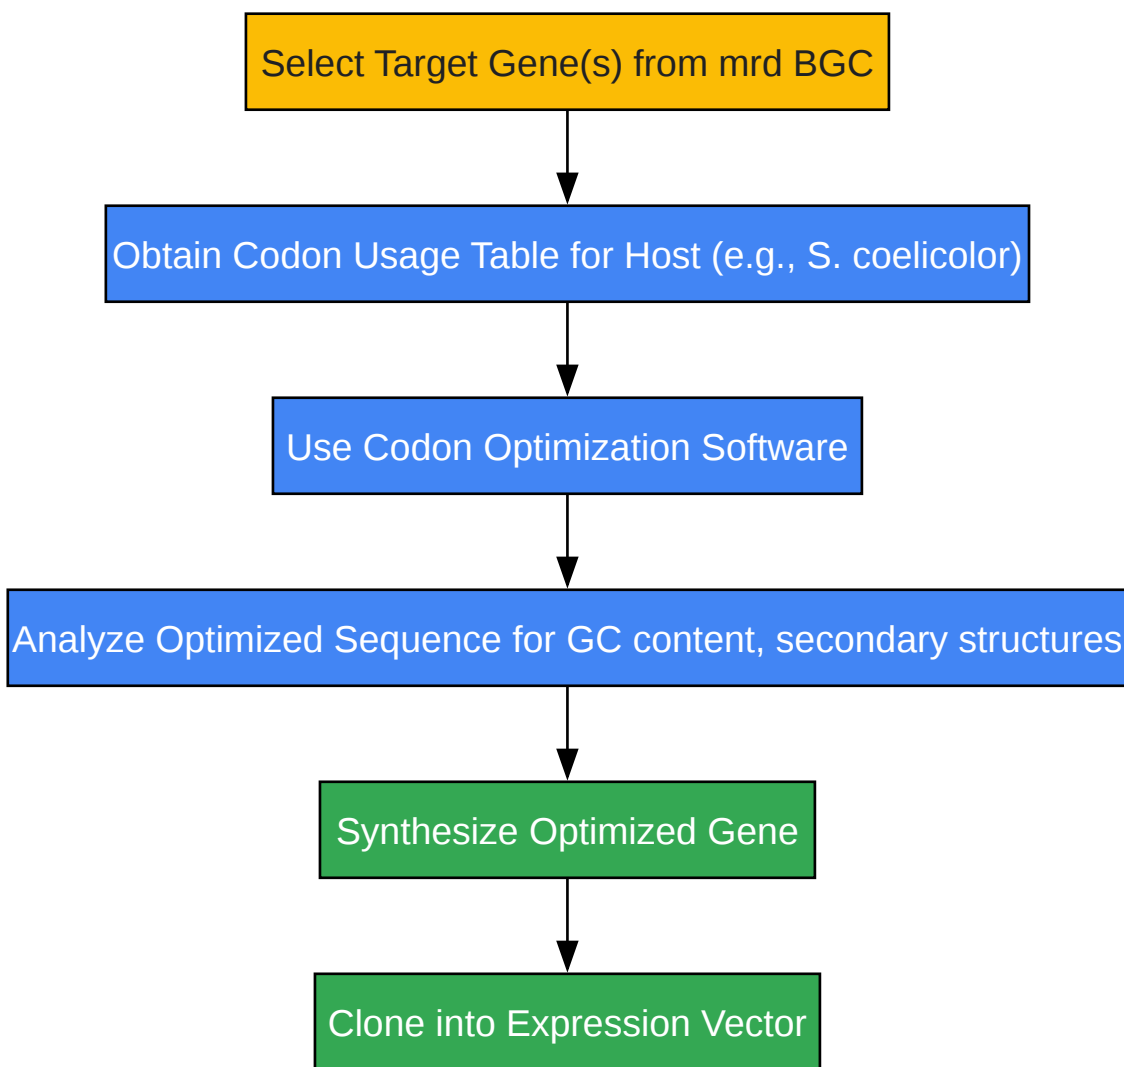 Select Target Gene(s) from mrd BGC
Obtain Codon Usage Table for Host (e.g., S. coelicolor)
Use Codon Optimization Software
Analyze Optimized Sequence for GC content, secondary structures
Synthesize Optimized Gene
Clone into Expression Vector